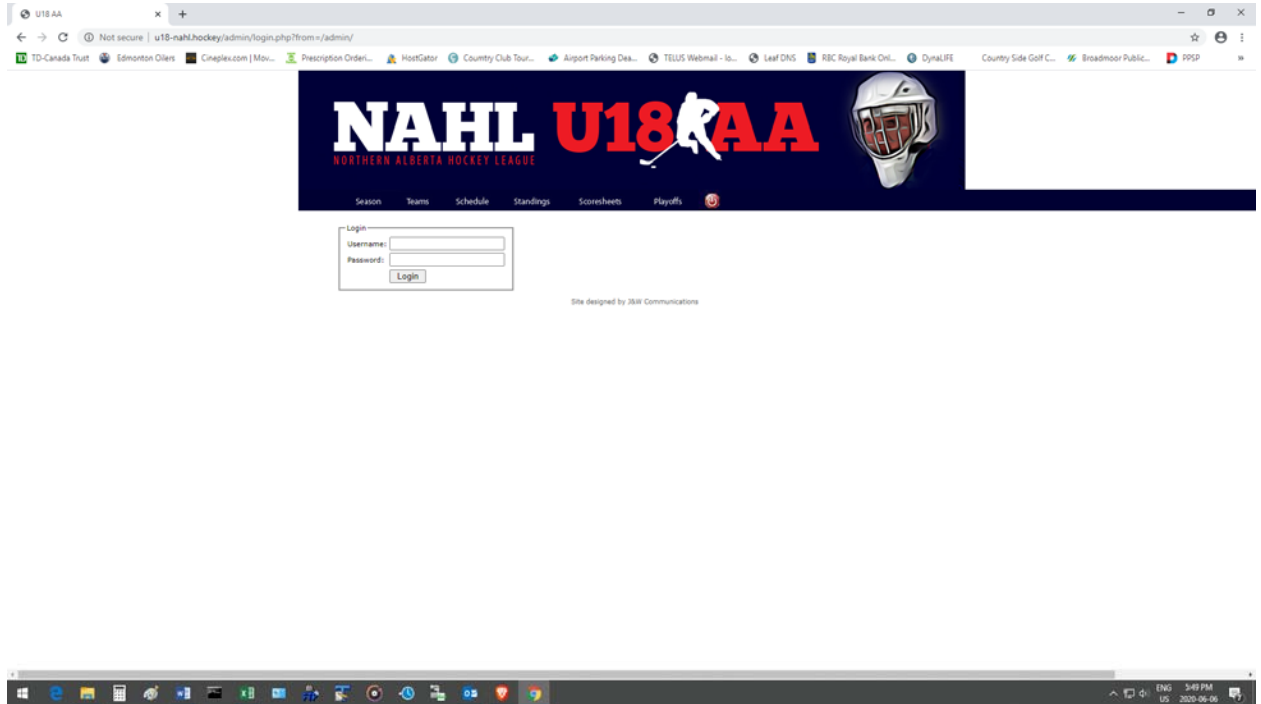 U18 AA
Not secure | u18-nahl.hockey/admin/login.php?from=/admin/
TD-Canada Trust Edmonton Oilers Cineplex.com | Mov... Prescription Orderi... HostGator Country Club Tour... Airport Parking Dea... TELUS Webmail - lo... Leaf DNS RBC Royal Bank Onl... DynaLIFE Country Side Golf C... Broadmoor Public... PPSP »
NAHL U18 AA
NORTHERN ALBERTA HOCKEY LEAGUE
Season Teams Schedule Standings Scoresheets Playoffs
Login
Username:
Password:
Login
Site designed by J&W Communications
ENG 5:49 PM
US 2020-06-06